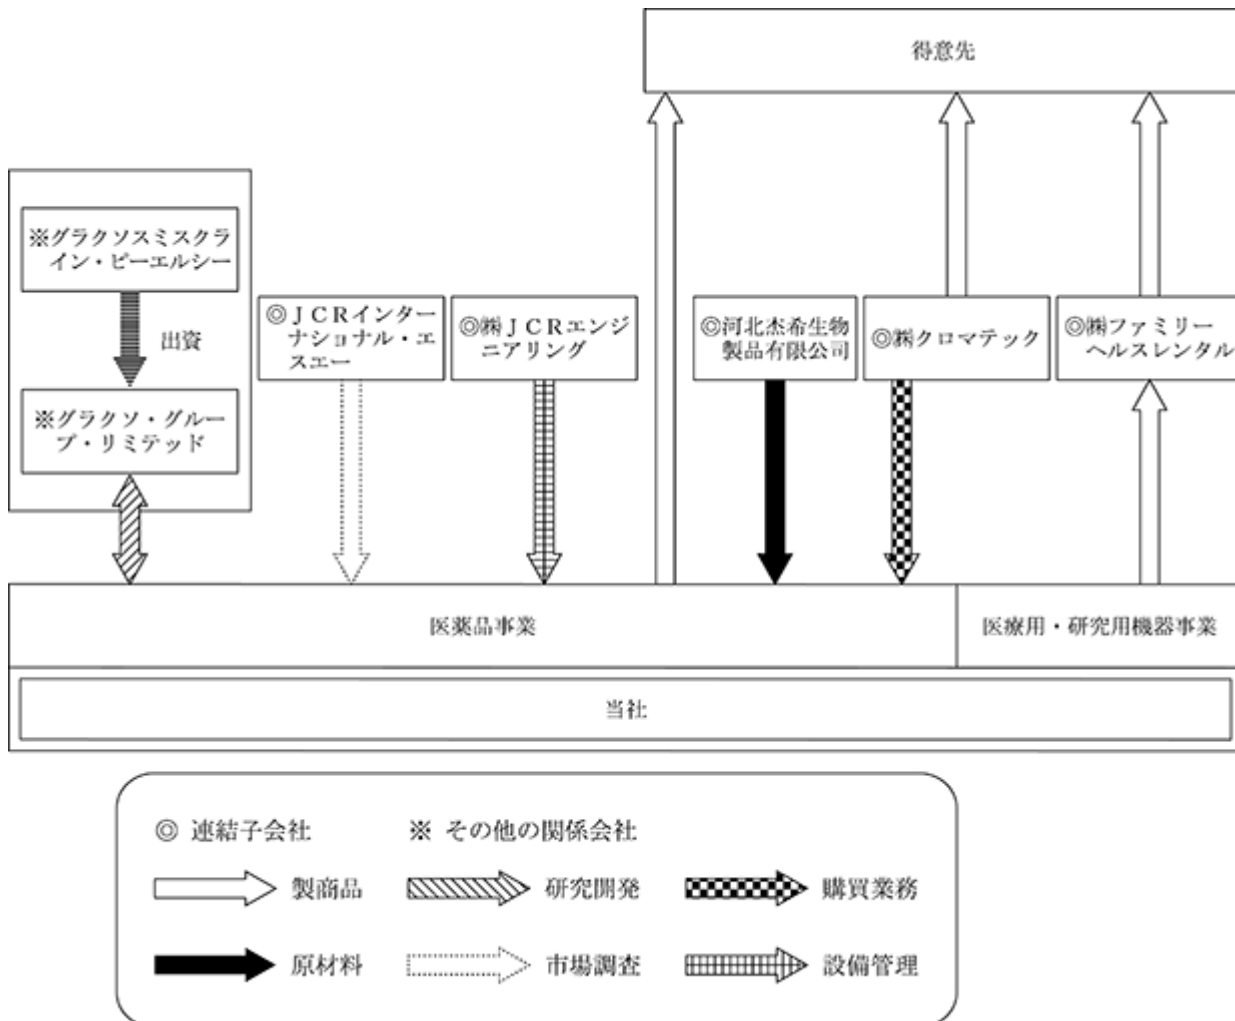 得意先
※グラクソスミスクラ
イン・ピーエルシー
出資
※グラクソ・グルー
プ・リミテッド
◎ＪＣＲインター
ナショナル・エ
スエー
◎㈱ＪＣＲエンジ
ニアリング
◎河北杰希生物
製品有限公司
◎㈱クロマテック
◎㈱ファミリー
ヘルスレンタル
医薬品事業
医療用・研究用機器事業
当社
◎ 連結子会社
※ その他の関係会社
製商品
研究開発
購買業務
原材料
市場調査
設備管理